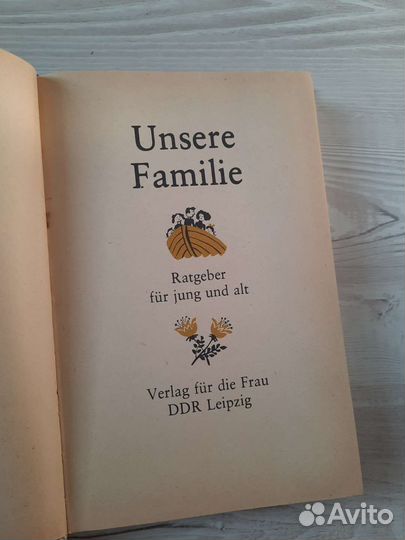 Unsere
Familie
Ratgeber
für jung und alt
Verlag für die Frau
DDR Leipzig
Avito